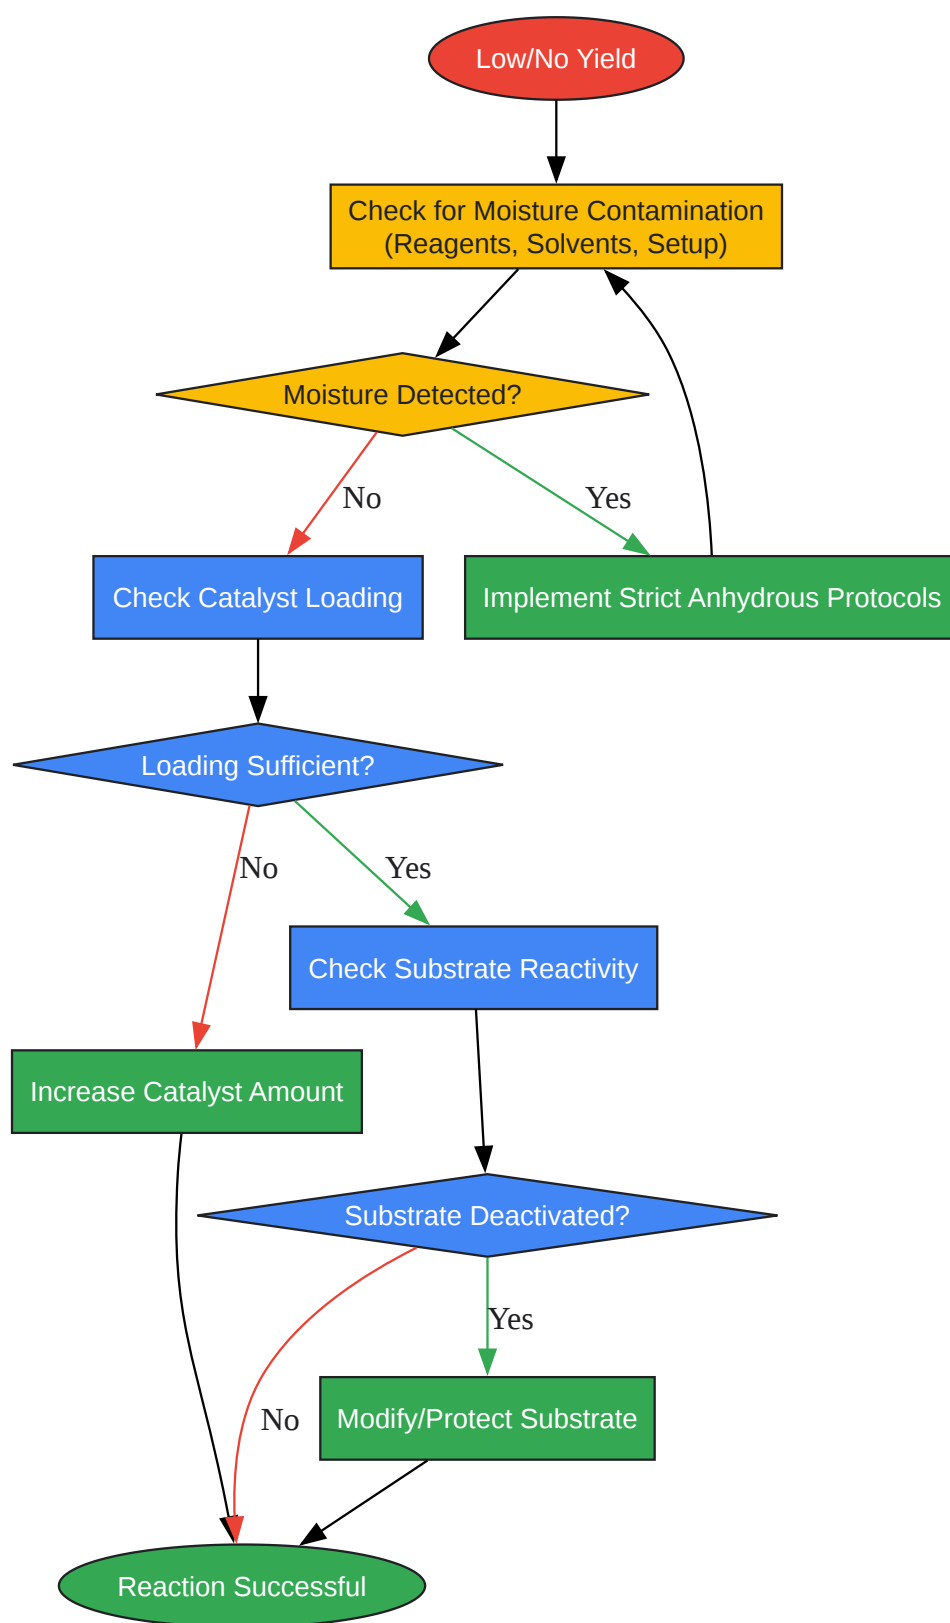 Low/No Yield
Check for Moisture Contamination
(Reagents, Solvents, Setup)
Moisture Detected?
No
Yes
Check Catalyst Loading
Implement Strict Anhydrous Protocols
Loading Sufficient?
No
Yes
Check Substrate Reactivity
Increase Catalyst Amount
Substrate Deactivated?
Yes
No
Modify/Protect Substrate
Reaction Successful